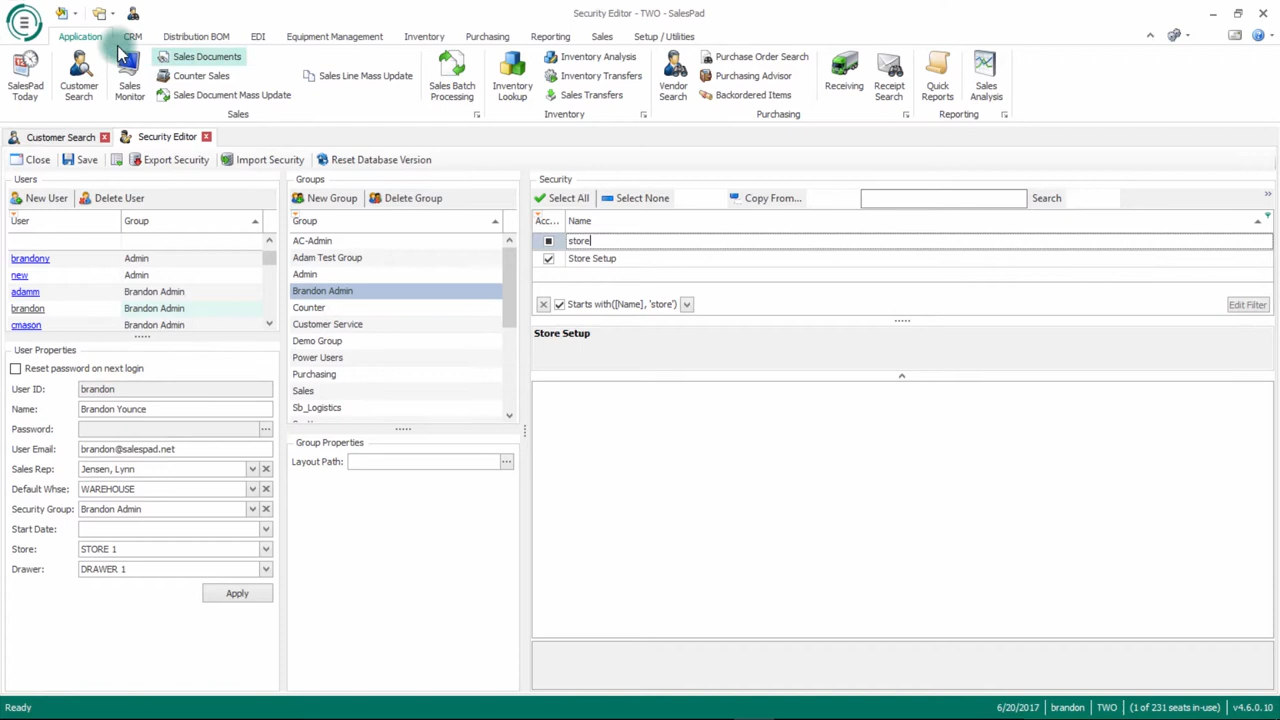 Security Editor - TWO - SalesPad
Application CRM Distribution BOM EDI Equipment Management Inventory Purchasing Reporting Sales Setup / Utilities
SalesPad Today
Customer Search
Sales Monitor
Sales Documents
Counter Sales
Sales Document Mass Update
Sales Line Mass Update
Sales Batch Processing
Sales
Inventory Lookup
Inventory Analysis
Inventory Transfers
Sales Transfers
Inventory
Vendor Search
Purchase Order Search
Purchasing Advisor
Backordered Items
Receiving
Receipt Search
Purchasing
Quick Reports
Sales Analysis
Reporting
Customer Search Security Editor
Close Save Export Security Import Security Reset Database Version
Users
New User Delete User
User Group
brandony Admin
new Admin
adamm Brandon Admin
brandon Brandon Admin
cmason Brandon Admin
User Properties
Reset password on next login
User ID: brandon
Name: Brandon Younce
Password:
User Email: brandon@salespad.net
Sales Rep: Jensen, Lynn
Default Whse: WAREHOUSE
Security Group: Brandon Admin
Start Date:
Store: STORE 1
Drawer: DRAWER 1
Apply
Groups
New Group Delete Group
Group
AC-Admin
Adam Test Group
Admin
Brandon Admin
Counter
Customer Service
Demo Group
Power Users
Purchasing
Sales
Sb_Logistics
Group Properties
Layout Path:
Security
Select All Select None Copy From... Search
Acc... Name
store
Store Setup
Starts with([Name], 'store') Edit Filter
Store Setup
Ready 6/20/2017 brandon TWO (1 of 231 seats in-use) v4.6.0.10